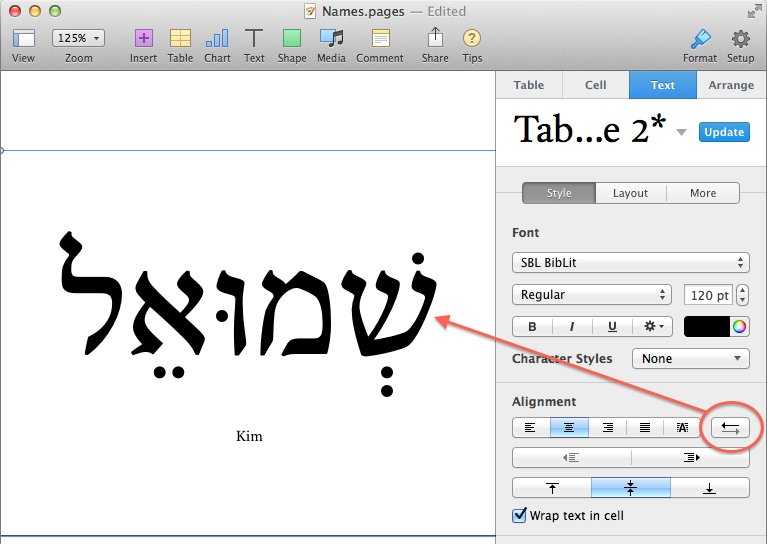 Names.pages — Edited
125%
View Zoom Insert Table Chart Text Shape Media Comment Share Tips Format Setup
Table Cell Text Arrange
Tab...e 2* Update
Style Layout More
Font
SBL BibLit
Regular 120 pt
B I U
Character Styles None
Alignment
A
Wrap text in cell
שְׁמוּאֵל
Kim